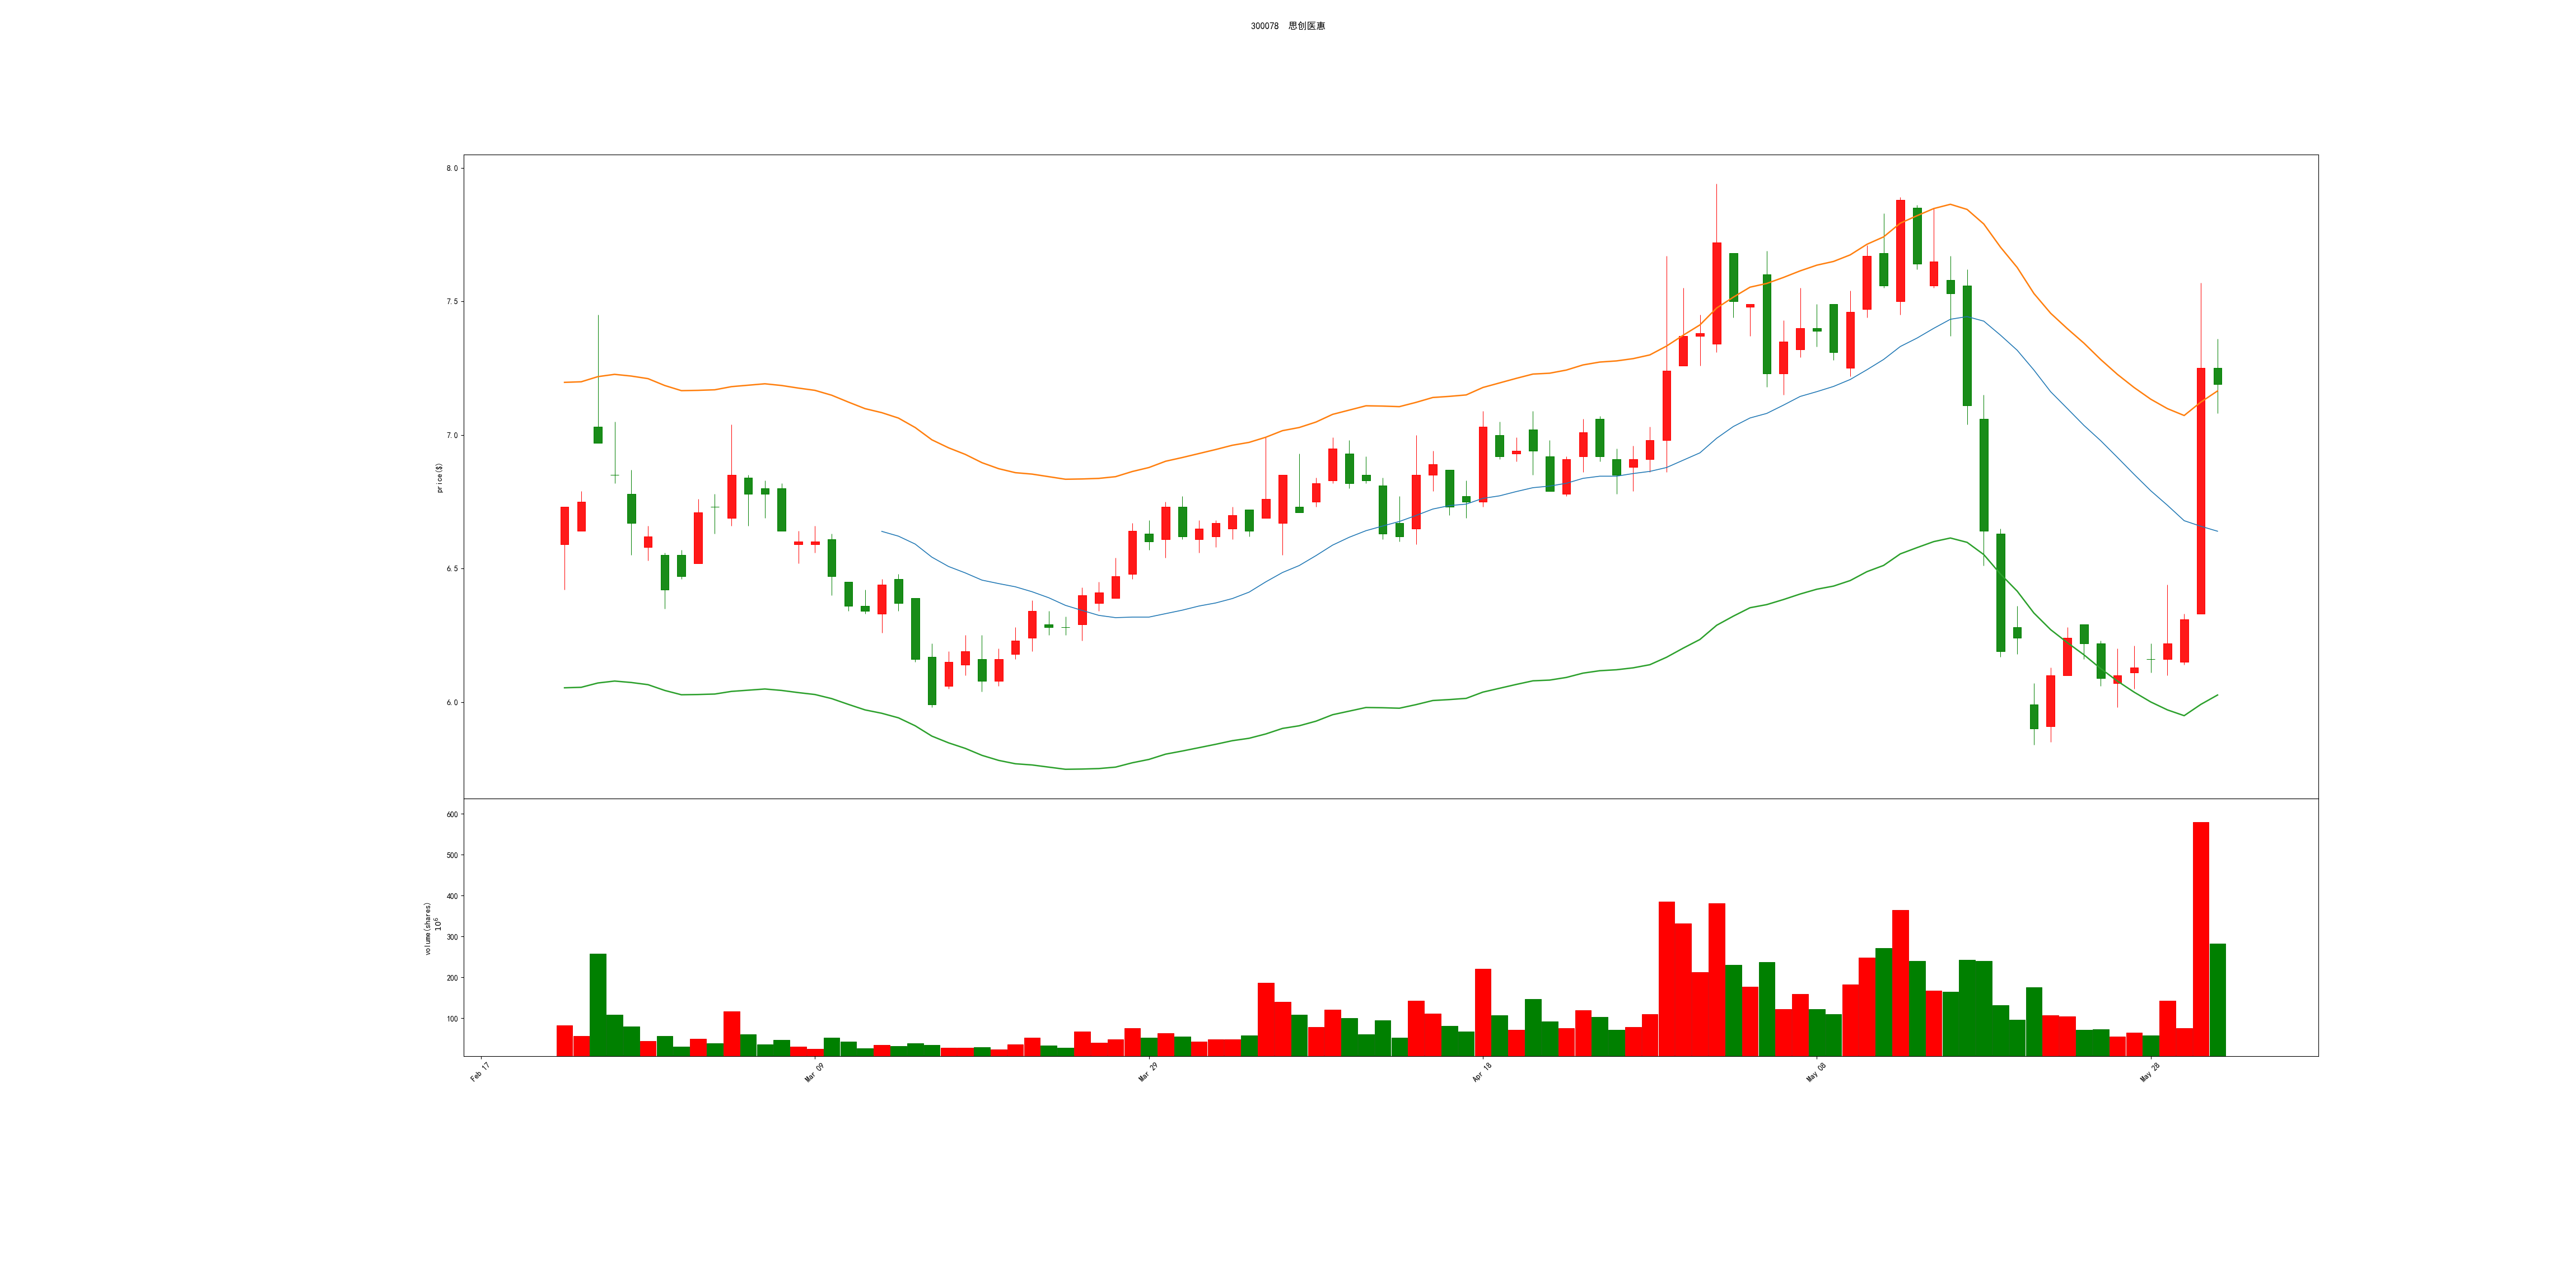 300078 思创医惠
8.0
7.5
7.0
6.5
6.0
price($)
600
500
400
300
200
100
volume(shares)
10^6
Feb 17
Mar 09
Mar 29
Apr 18
May 08
May 28